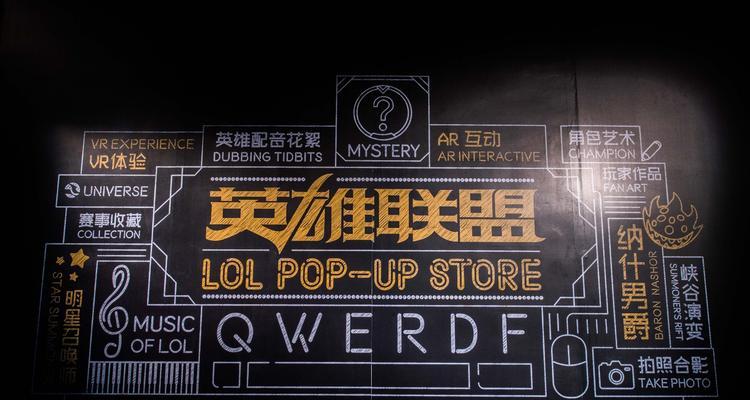 MYSTERY
VR EXPERIENCE
VR体验
英雄配音花絮
DUBBING TIDBITS
AR 互动
AR INTERACTIVE
角色艺术
CHAMPION
玩家作品
FAN ART
UNIVERSE
赛事收藏
COLLECTION
英雄联盟
LOL POP-UP STORE
纳什男爵
BARON NASHOR
峡谷演变
SUMMONER'S RIFT
明星召唤师
STAR SUMMONER
MUSIC
OF LOL
QWERDF
拍照合影
TAKE PHOTO